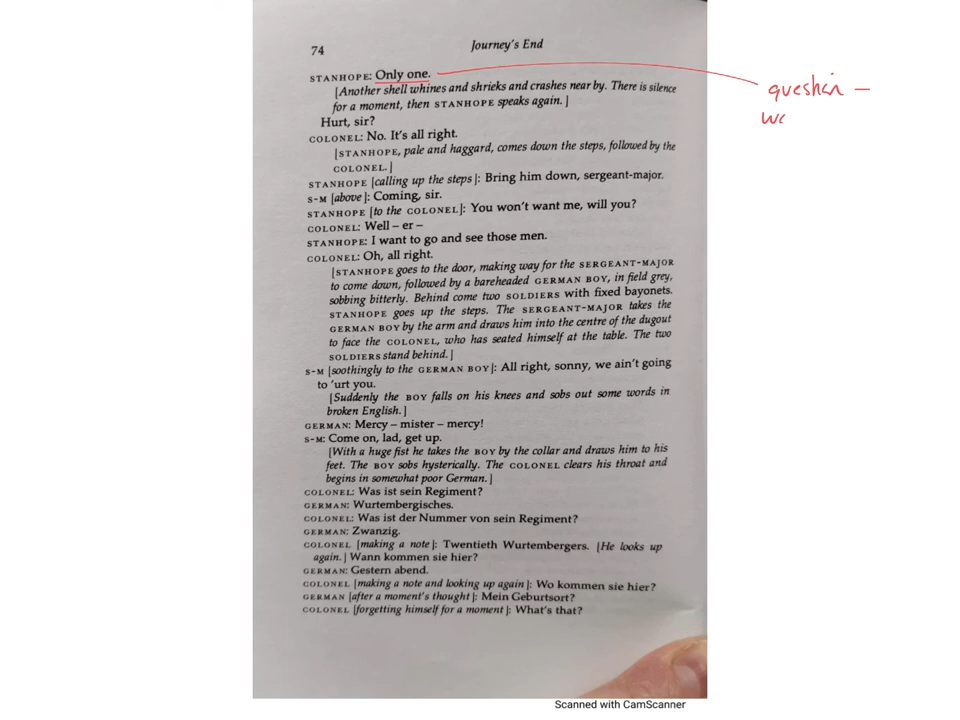 74
Journey's End
STANHOPE: Only one.
[Another shell whines and shrieks and crashes near by. There is silence
for a moment, then STANHOPE speaks again.]
Hurt, sir?
COLONEL: No. It's all right.
[STANHOPE, pale and haggard, comes down the steps, followed by the
COLONEL.]
STANHOPE [calling up the steps]: Bring him down, sergeant-major.
S-M [above]: Coming, sir.
STANHOPE [to the COLONEL]: You won't want me, will you?
COLONEL: Well – er –
STANHOPE: I want to go and see those men.
COLONEL: Oh, all right.
[STANHOPE goes to the door, making way for the SERGEANT-MAJOR
to come down, followed by a bareheaded GERMAN BOY, in field grey,
sobbing bitterly. Behind come two SOLDIERS with fixed bayonets.
STANHOPE goes up the steps. The SERGEANT-MAJOR takes the
GERMAN BOY by the arm and draws him into the centre of the dugout
to face the COLONEL, who has seated himself at the table. The two
SOLDIERS stand behind.]
S-M [soothingly to the GERMAN BOY]: All right, sonny, we ain't going
to 'urt you.
[Suddenly the BOY falls on his knees and sobs out some words in
broken English.]
GERMAN: Mercy – mister – mercy!
S-M: Come on, lad, get up.
[With a huge fist he takes the BOY by the collar and draws him to his
feet. The BOY sobs hysterically. The COLONEL clears his throat and
begins in somewhat poor German.]
COLONEL: Was ist sein Regiment?
GERMAN: Wurtembergisches.
COLONEL: Was ist der Nummer von sein Regiment?
GERMAN: Zwanzig.
COLONEL [making a note]: Twentieth Wurtembergers. [He looks up
again.] Wann kommen sie hier?
GERMAN: Gestern abend.
COLONEL [making a note and looking up again]: Wo kommen sie hier?
GERMAN [after a moment's thought]: Mein Geburtsort?
COLONEL [forgetting himself for a moment]: What's that?
question –
wc
Scanned with CamScanner